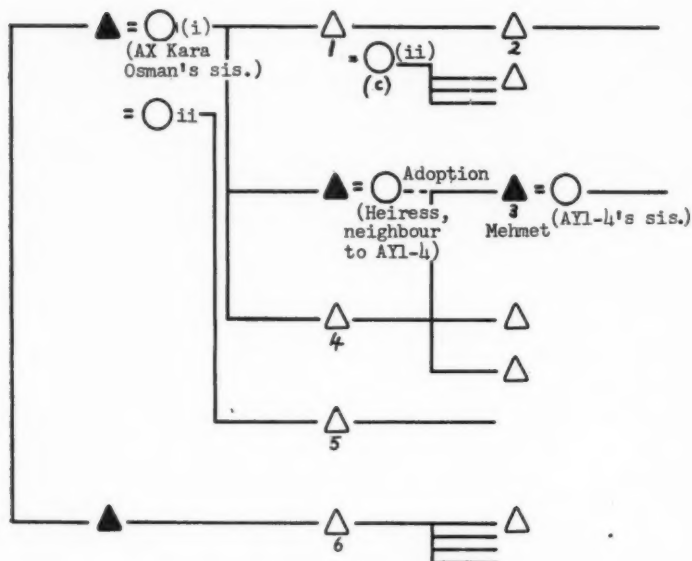 = (i)
(AX Kara
Osman's sis.)
1
2
= (ii)
(c)
= ii
= Adoption
(Heiress,
neighbour
to AY1-4)
3 =
Mehmet (AY1-4's sis.)
4
5
6